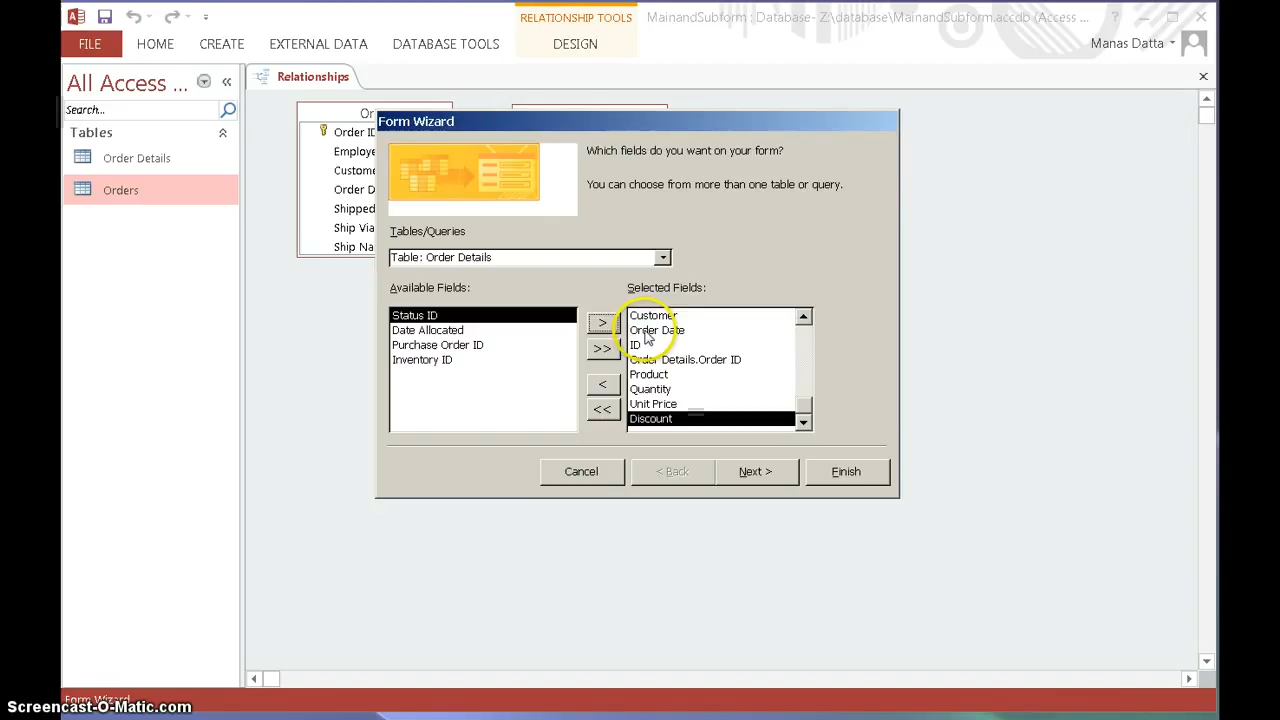 RELATIONSHIP TOOLS
MainandSubform : Database- Z:\database\MainandSubform.accdb (Access ...
FILE
HOME
CREATE
EXTERNAL DATA
DATABASE TOOLS
DESIGN
Manas Datta
All Access ...
Search...
Tables
Order Details
Orders
Relationships
Or
Order ID
Employe
Custome
Order D
Shipped
Ship Via
Ship Na
Form Wizard
Which fields do you want on your form?
You can choose from more than one table or query.
Tables/Queries
Table: Order Details
Available Fields:
Status ID
Date Allocated
Purchase Order ID
Inventory ID
>
>>
<
<<
Selected Fields:
Customer
Order Date
ID
Order Details.Order ID
Product
Quantity
Unit Price
Discount
Cancel
< Back
Next >
Finish
Form Wizard
Screencast-O-Matic.com